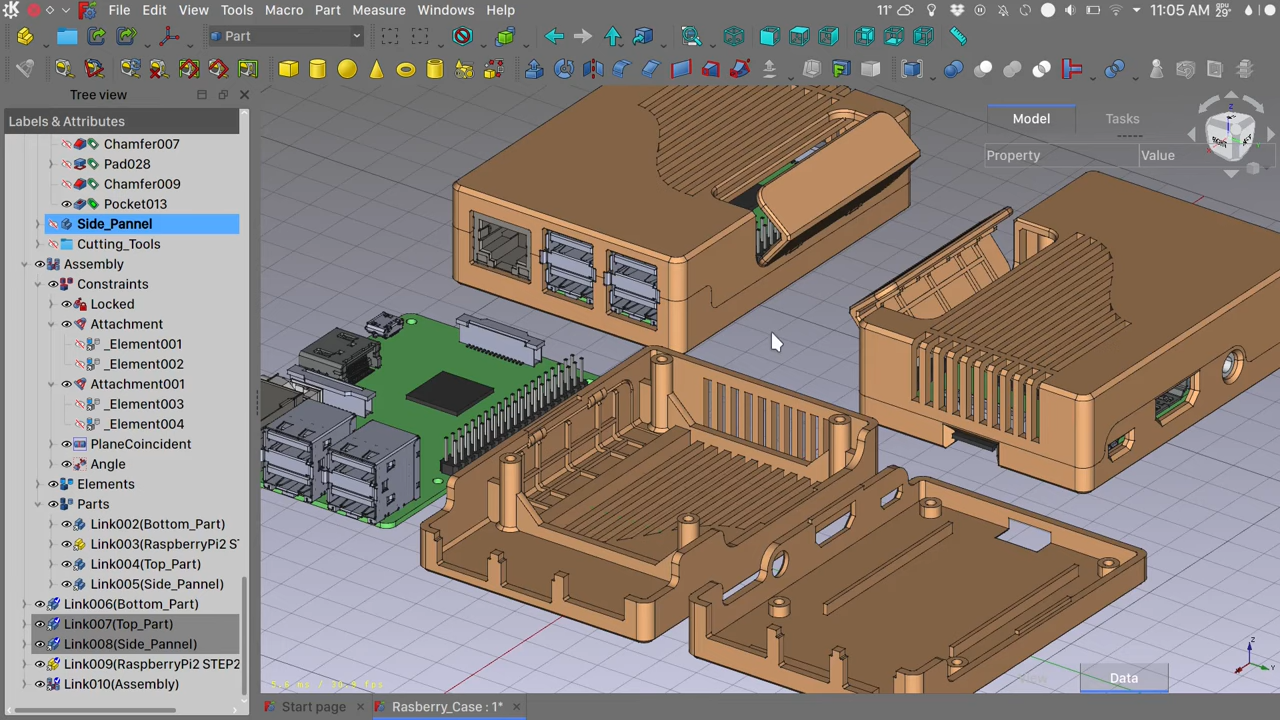 File Edit View Tools Macro Part Measure Windows Help
11° 11:05 AM gpu 29°
Part
Tree view
Labels & Attributes
Chamfer007
Pad028
Chamfer009
Pocket013
Side_Pannel
Cutting_Tools
Assembly
Constraints
Locked
Attachment
_Element001
_Element002
Attachment001
_Element003
_Element004
PlaneCoincident
Angle
Elements
Parts
Link002(Bottom_Part)
Link003(RaspberryPi2 ST
Link004(Top_Part)
Link005(Side_Pannel)
Link006(Bottom_Part)
Link007(Top_Part)
Link008(Side_Pannel)
Link009(RaspberryPi2 STEP2
Link010(Assembly)
Model Tasks
Property Value
Data
Start page
Rasberry_Case : 1*